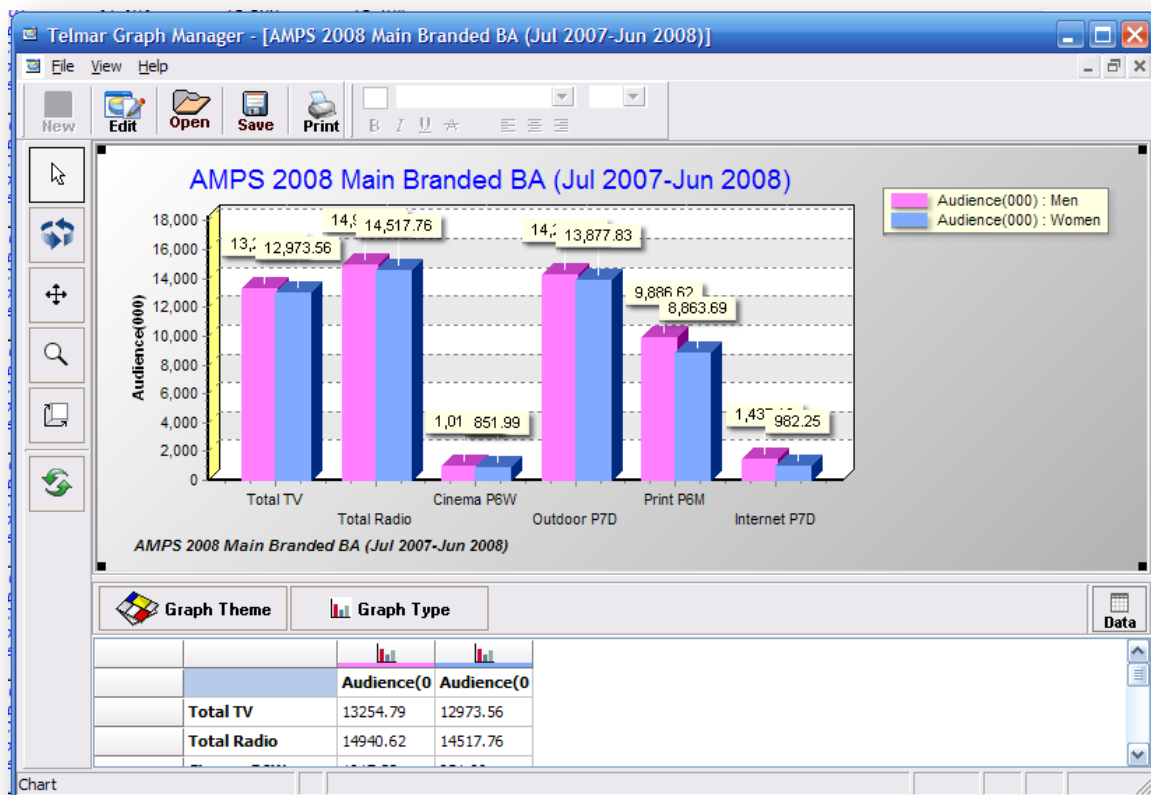 Telmar Graph Manager - [AMPS 2008 Main Branded BA (Jul 2007-Jun 2008)]
File View Help
New Edit Open Save Print B I U A
AMPS 2008 Main Branded BA (Jul 2007-Jun 2008)
Audience(000) : Men
Audience(000) : Women
Audience(000)
18,000
16,000
14,000
12,000
10,000
8,000
6,000
4,000
2,000
0
12,973.56
14,517.76
851.99
13,877.83
9,886.62
8,863.69
982.25
Total TV
Total Radio
Cinema P6W
Outdoor P7D
Print P6M
Internet P7D
AMPS 2008 Main Branded BA (Jul 2007-Jun 2008)
Graph Theme Graph Type Data
Audience(0 Audience(0
Total TV 13254.79 12973.56
Total Radio 14940.62 14517.76
Chart